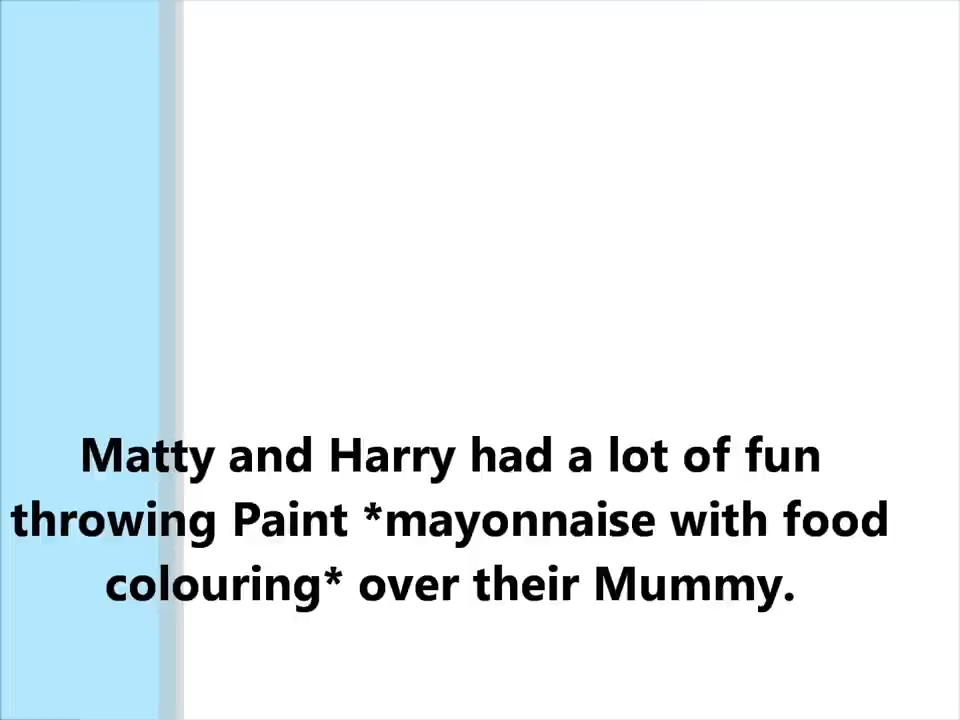 Matty and Harry had a lot of fun
throwing Paint *mayonnaise with food
colouring* over their Mummy.